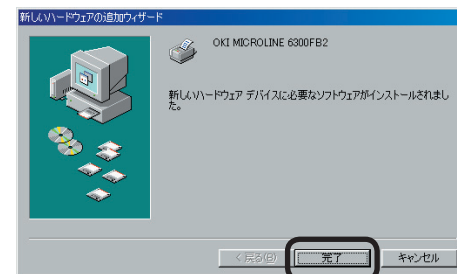 新しいハードウェアの追加ウィザード
OKI MICROLINE 6300FB2
新しいハードウェア デバイスに必要なソフトウェアがインストールされまし
た。
< 戻る(B)
完了
キャンセル